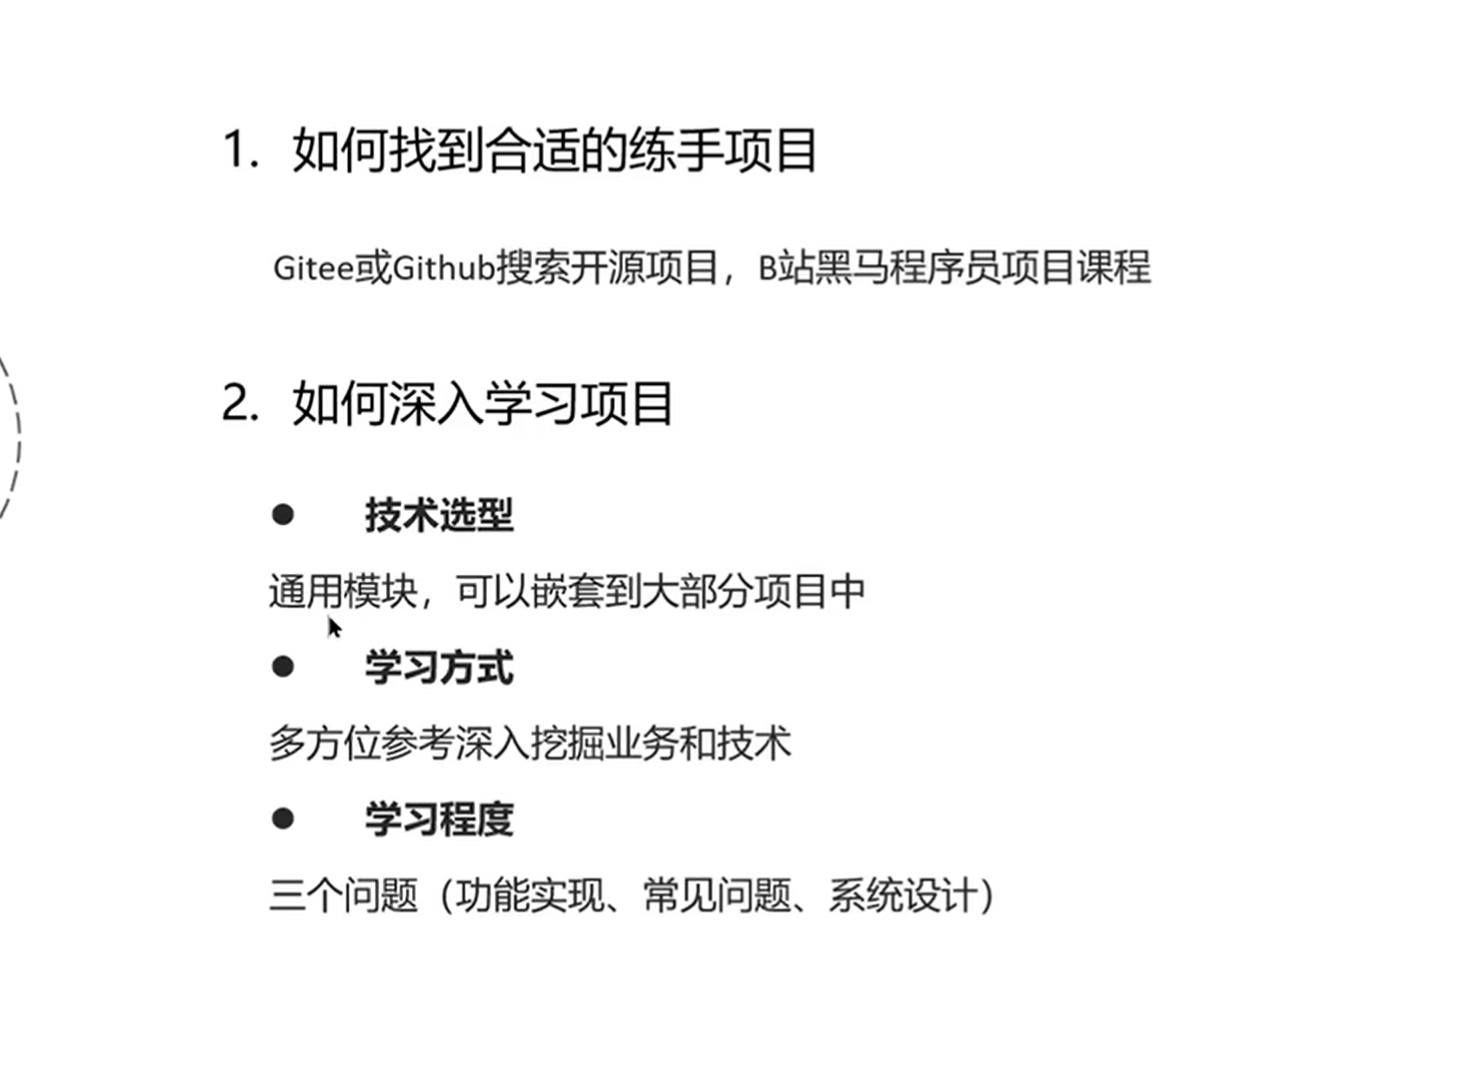 1. 如何找到合适的练手项目
Gitee或Github搜索开源项目，B站黑马程序员项目课程
2. 如何深入学习项目
● 技术选型
通用模块，可以嵌套到大部分项目中
● 学习方式
多方位参考深入挖掘业务和技术
● 学习程度
三个问题（功能实现、常见问题、系统设计）